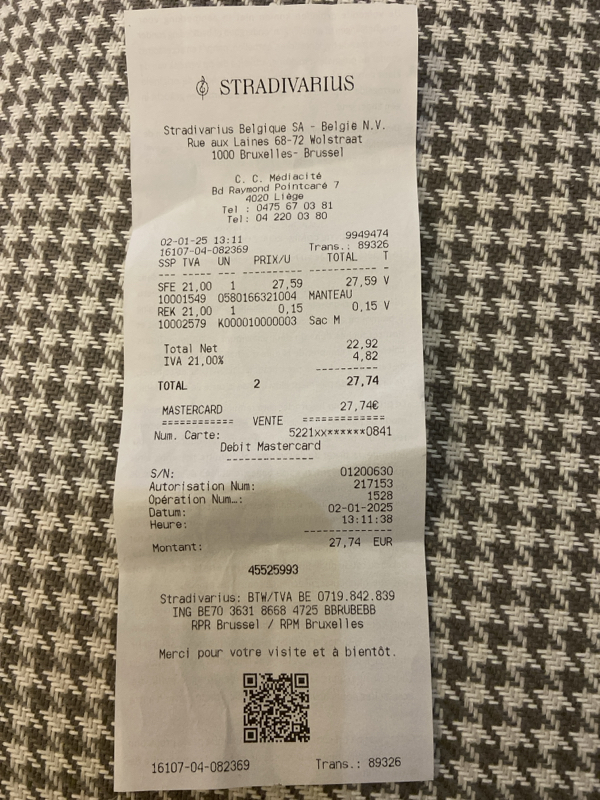 STRADIVARIUS
Stradivarius Belgique SA - Belgie N.V.
Rue aux Laines 68-72 Wolstraat
1000 Bruxelles- Brussel
C. C. Médiacité
Bd Raymond Pointcaré 7
4020 Liège
Tel : 0475 67 03 81
Tel: 04 220 03 80
02-01-25 13:11 9949474
16107-04-082369 Trans.: 89326
SSP TVA UN PRIX/U TOTAL T
--- ----- --- ---------- ---------- -
SFE 21,00 1 27,59 27,59 V
10001549 0580166321004 MANTEAU
REK 21,00 1 0,15 0,15 V
10002579 K000010000003 Sac M
Total Net 22,92
IVA 21,00% 4,82
----------
TOTAL 2 27,74
----------
MASTERCARD 27,74€
============ VENTE ==============
Num. Carte: 5221xx******0841
Debit Mastercard
--------------
S/N: 01200630
Autorisation Num: 217153
Opération Num…: 1528
Datum: 02-01-2025
Heure: 13:11:38
--------------
Montant: 27,74 EUR
45525993
Stradivarius: BTW/TVA BE 0719.842.839
ING BE70 3631 8668 4725 BBRUBEBB
RPR Brussel / RPM Bruxelles
Merci pour votre visite et à bientôt.
16107-04-082369 Trans.: 89326